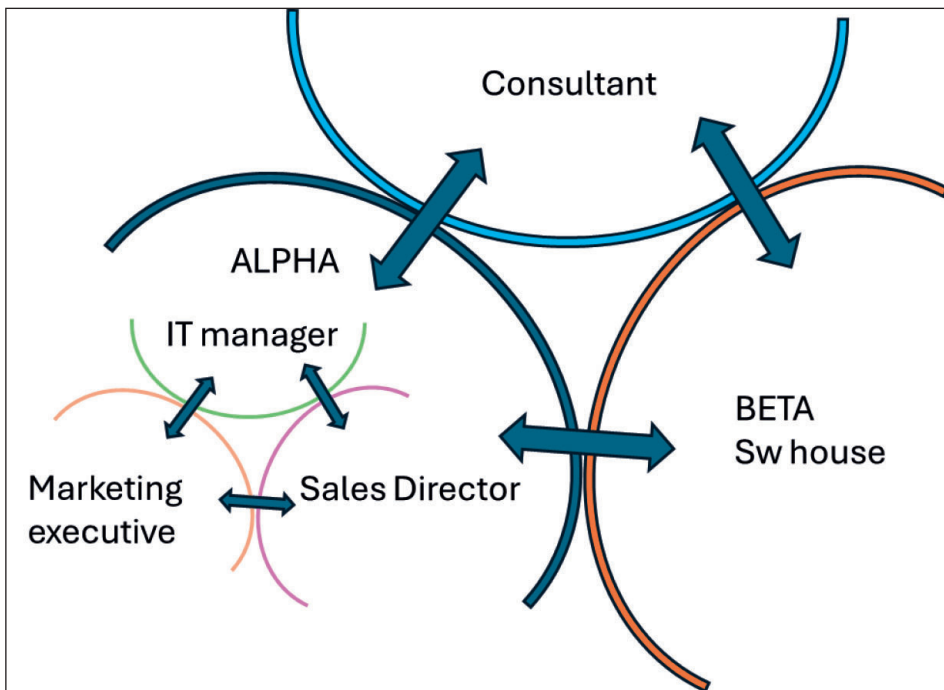 Consultant
ALPHA
IT manager
BETA
Sw house
Marketing
executive
Sales Director